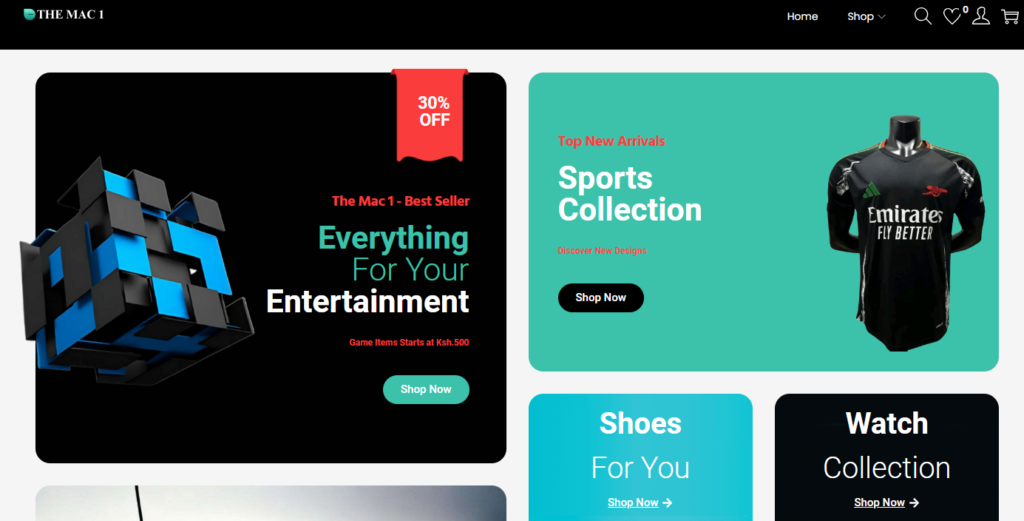 THE MAC 1
Home
Shop
0
30%
OFF
The Mac 1 - Best Seller
Everything
For Your
Entertainment
Game Items Starts at Ksh.500
Shop Now
Top New Arrivals
Sports
Collection
Discover New Designs
Shop Now
Emirates
FLY BETTER
Shoes
For You
Shop Now
Watch
Collection
Shop Now